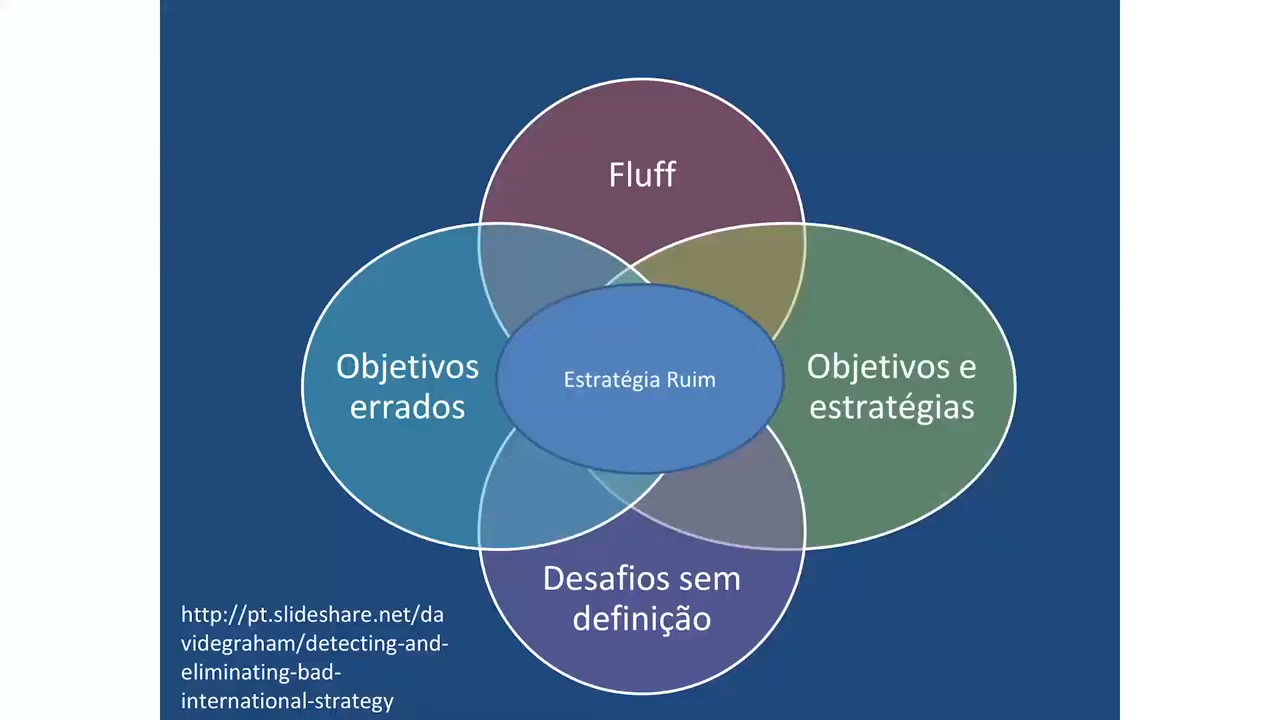 Fluff
Objetivos
errados
Estratégia Ruim
Objetivos e
estratégias
Desafios sem
definição
http://pt.slideshare.net/da
videgraham/detecting-and-
eliminating-bad-
international-strategy